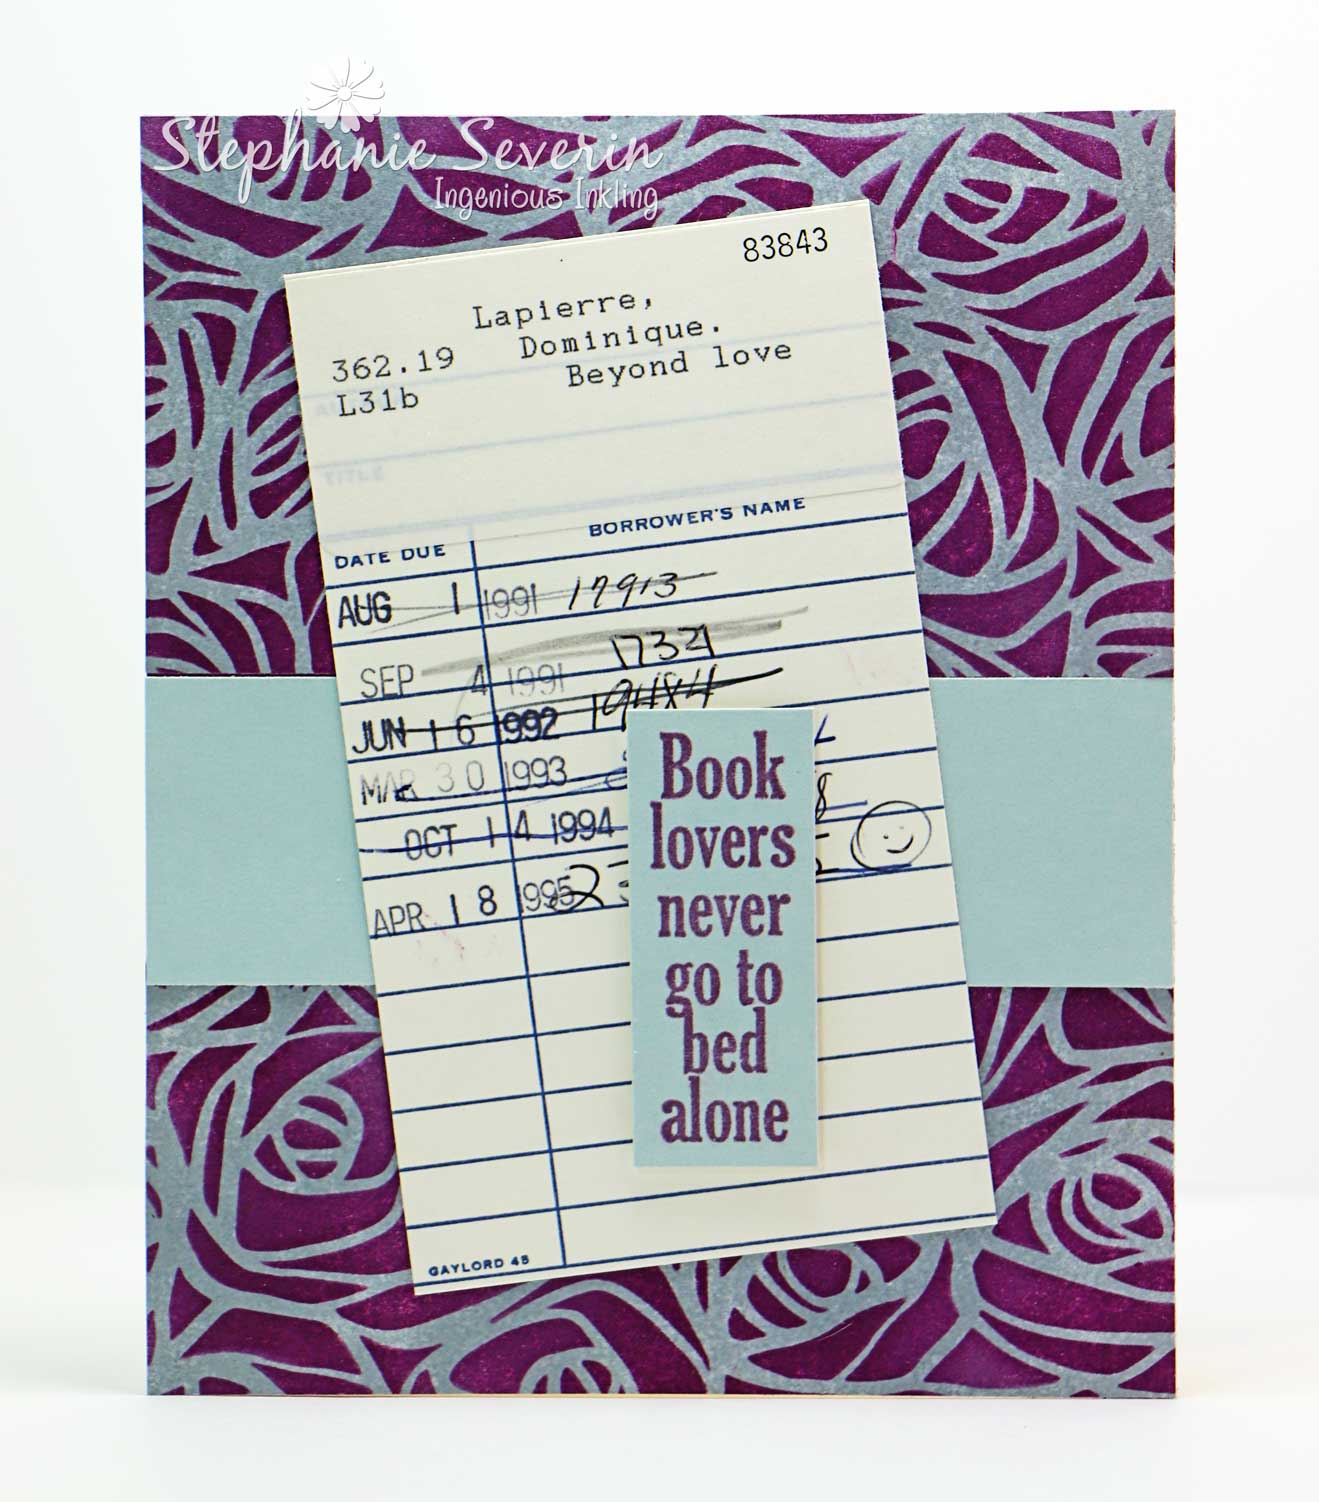 Stephanie Severin
Ingenious Inkling
83843
Lapierre,
362.19 Dominique.
L31b Beyond love
TITLE
DATE DUE BORROWER'S NAME
AUG 1 1991 17913
SEP 4 1991 17321
JUN 16 1992 19484
MAR 30 1993
OCT 14 1994
APR 18 1995
Book
lovers
never
go to
bed
alone
GAYLORD 45